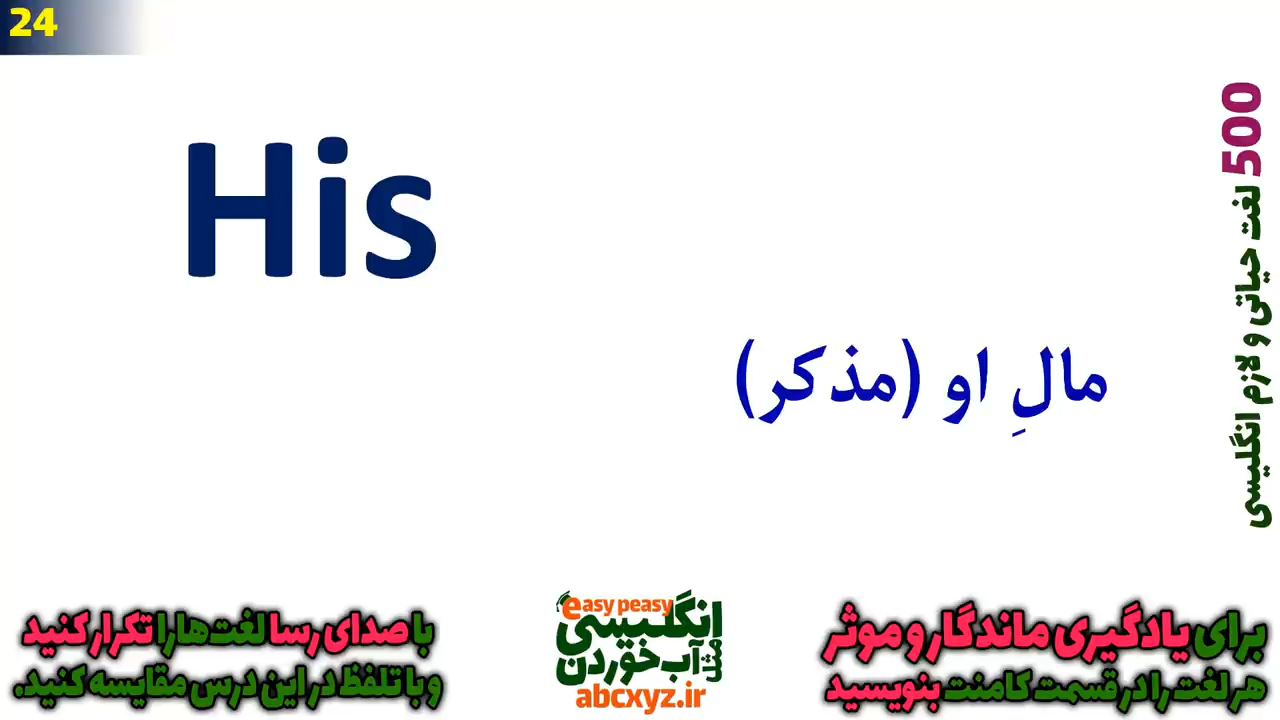 24
His
مالِ او (مذکر)
500 لغت حیاتی و لازم انگلیسی
با صدای رسا لغت‌ها را تکرار کنید
و با تلفظ در این درس مقایسه کنید.
easy peasy
انگلیسی
مثل
آب خوردن
abcxyz.ir
برای یادگیری ماندگار و موثر
هر لغت را در قسمت کامنت بنویسید